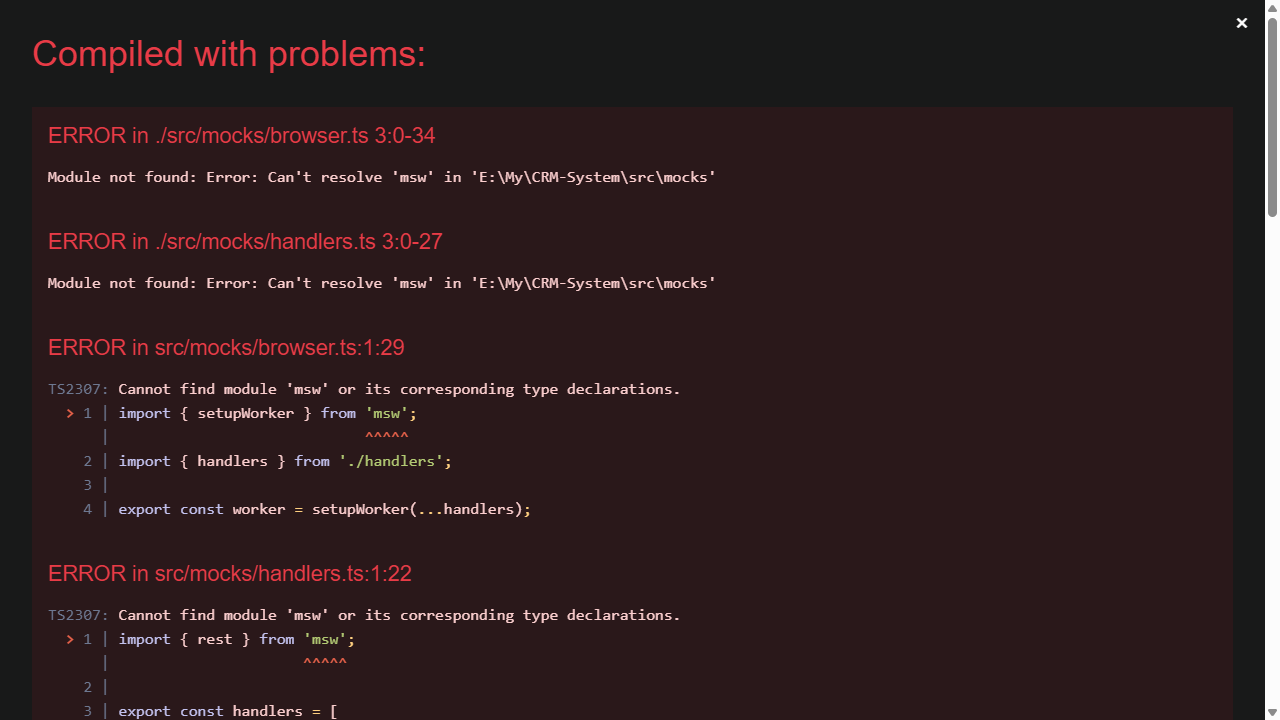 ×
Compiled with problems:
ERROR in ./src/mocks/browser.ts 3:0-34
Module not found: Error: Can't resolve 'msw' in 'E:\My\CRM-System\src\mocks'
ERROR in ./src/mocks/handlers.ts 3:0-27
Module not found: Error: Can't resolve 'msw' in 'E:\My\CRM-System\src\mocks'
ERROR in src/mocks/browser.ts:1:29
TS2307: Cannot find module 'msw' or its corresponding type declarations.
> 1 | import { setupWorker } from 'msw';
| ^^^^^
2 | import { handlers } from './handlers';
3 |
4 | export const worker = setupWorker(...handlers);
ERROR in src/mocks/handlers.ts:1:22
TS2307: Cannot find module 'msw' or its corresponding type declarations.
> 1 | import { rest } from 'msw';
| ^^^^^
2 |
3 | export const handlers = [